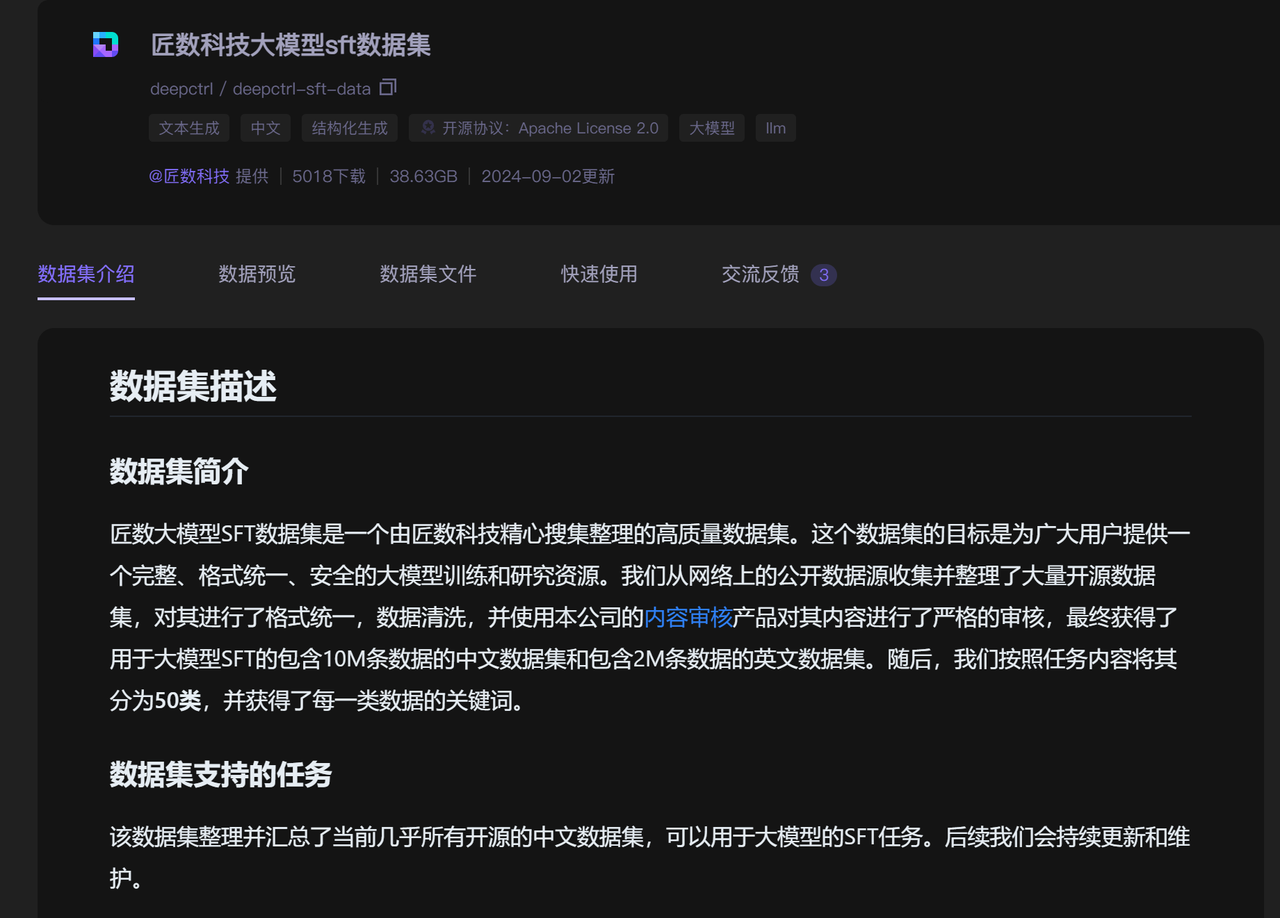 匠数科技大模型sft数据集
deepctrl / deepctrl-sft-data
文本生成 中文 结构化生成 开源协议：Apache License 2.0 大模型 llm
@匠数科技 提供 | 5018下载 | 38.63GB | 2024-09-02更新
数据集介绍 数据预览 数据集文件 快速使用 交流反馈 3
数据集描述
数据集简介
匠数大模型SFT数据集是一个由匠数科技精心搜集整理的高质量数据集。这个数据集的目标是为广大用户提供一
个完整、格式统一、安全的大模型训练和研究资源。我们从网络上的公开数据源收集并整理了大量开源数据
集，对其进行了格式统一，数据清洗，并使用本公司的内容审核产品对其内容进行了严格的审核，最终获得了
用于大模型SFT的包含10M条数据的中文数据集和包含2M条数据的英文数据集。随后，我们按照任务内容将其
分为50类，并获得了每一类数据的关键词。
数据集支持的任务
该数据集整理并汇总了当前几乎所有开源的中文数据集，可以用于大模型的SFT任务。后续我们会持续更新和维
护。